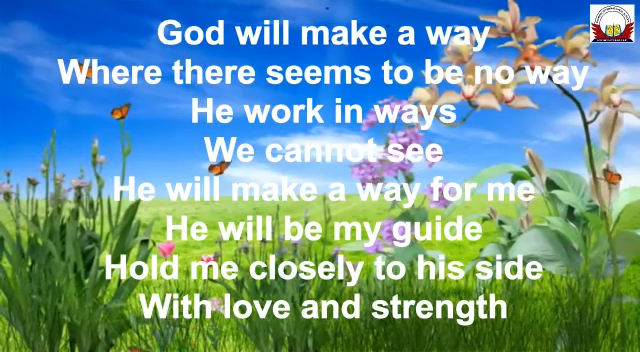 God will make a way
Where there seems to be no way
He work in ways
We cannot see
He will make a way for me
He will be my guide
Hold me closely to his side
With love and strength